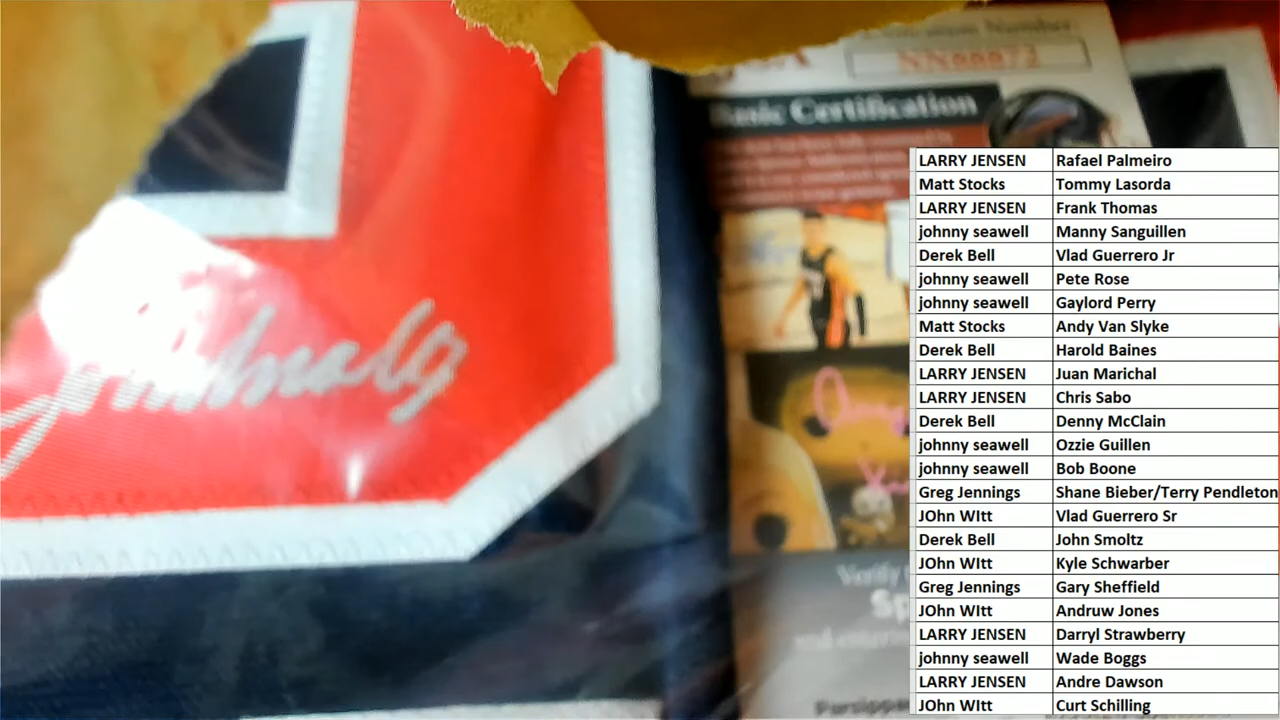 Certification Number
NN00072
Basic Certification
LARRY JENSEN Rafael Palmeiro
Matt Stocks Tommy Lasorda
LARRY JENSEN Frank Thomas
johnny seawell Manny Sanguillen
Derek Bell Vlad Guerrero Jr
johnny seawell Pete Rose
johnny seawell Gaylord Perry
Matt Stocks Andy Van Slyke
Derek Bell Harold Baines
LARRY JENSEN Juan Marichal
LARRY JENSEN Chris Sabo
Derek Bell Denny McClain
johnny seawell Ozzie Guillen
johnny seawell Bob Boone
Greg Jennings Shane Bieber/Terry Pendleton
JOhn WItt Vlad Guerrero Sr
Derek Bell John Smoltz
JOhn WItt Kyle Schwarber
Greg Jennings Gary Sheffield
JOhn WItt Andruw Jones
LARRY JENSEN Darryl Strawberry
johnny seawell Wade Boggs
LARRY JENSEN Andre Dawson
JOhn WItt Curt Schilling
Verify
Sp